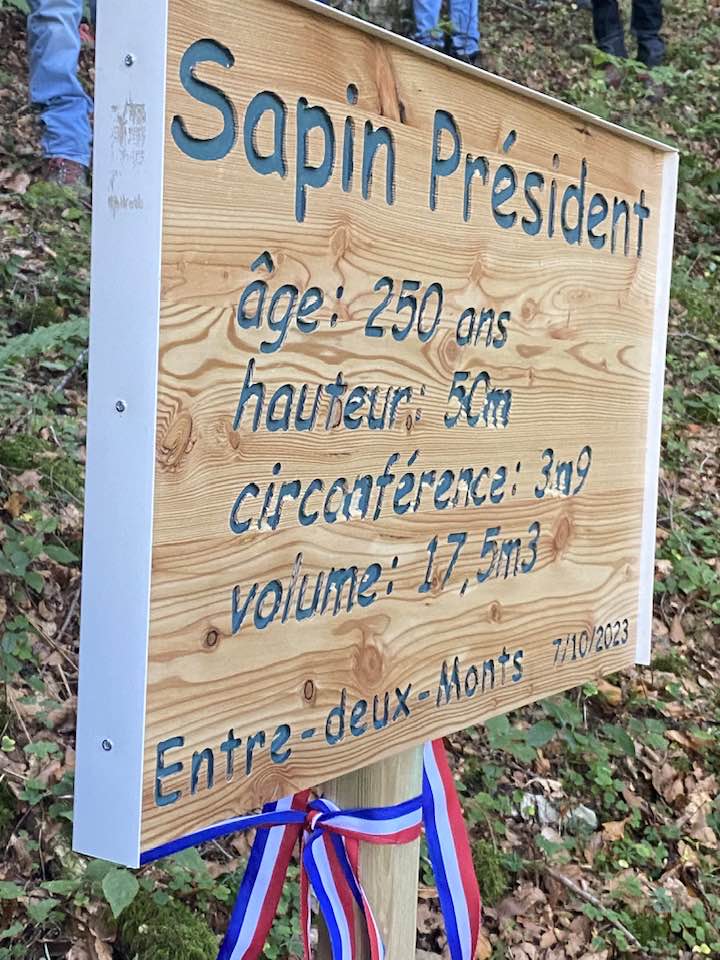 Sapin Président
âge: 250 ans
hauteur: 50m
circonférence: 3m9
volume: 17,5m3
Entre-deux-Monts 7/10/2023